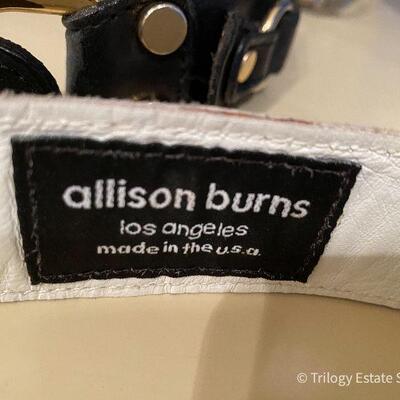 allison burns
los angeles
made in the u.s.a.
© Trilogy Estate S